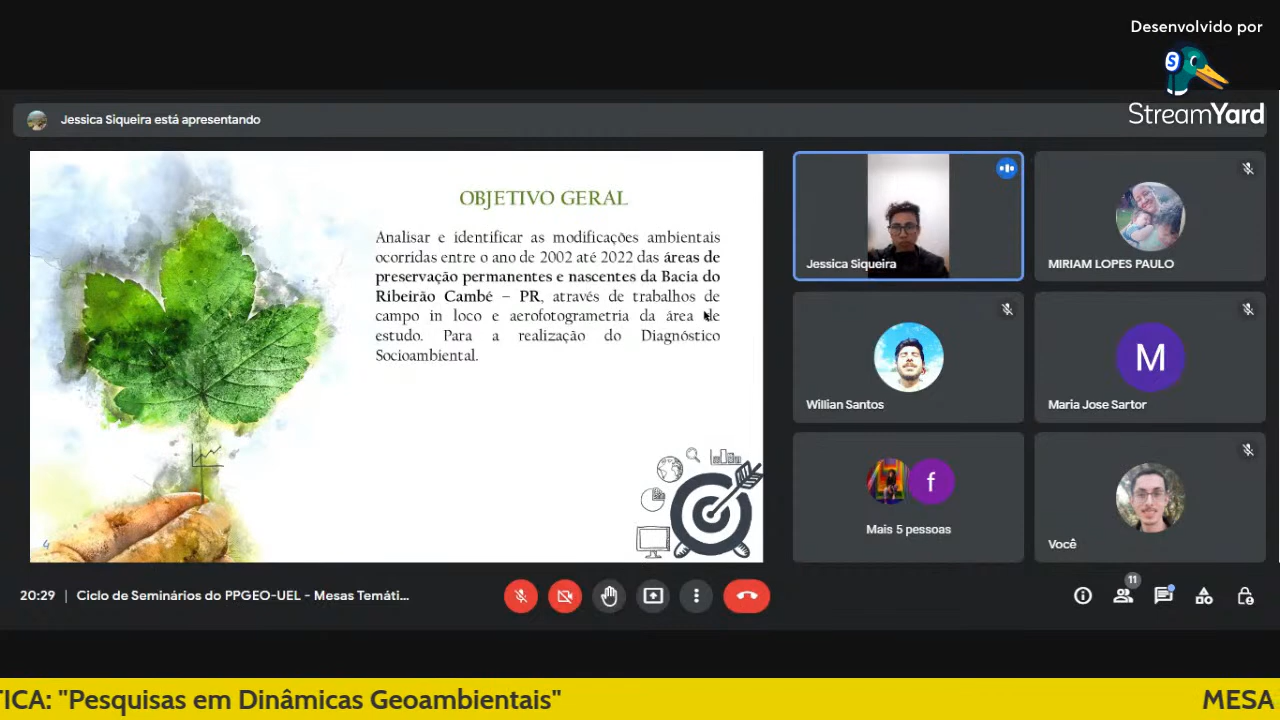 Desenvolvido por
S
StreamYard
Jessica Siqueira está apresentando
OBJETIVO GERAL
Analisar e identificar as modificações ambientais
ocorridas entre o ano de 2002 até 2022 das áreas de
preservação permanentes e nascentes da Bacia do
Ribeirão Cambé – PR, através de trabalhos de
campo in loco e aerofotogrametria da área de
estudo. Para a realização do Diagnóstico
Socioambiental.
4
Jessica Siqueira
MIRIAM LOPES PAULO
Willian Santos
M
Maria Jose Sartor
f
Mais 5 pessoas
Você
20:29 | Ciclo de Seminários do PPGEO-UEL - Mesas Temáti...
11
TICA: "Pesquisas em Dinâmicas Geoambientais"
MESA